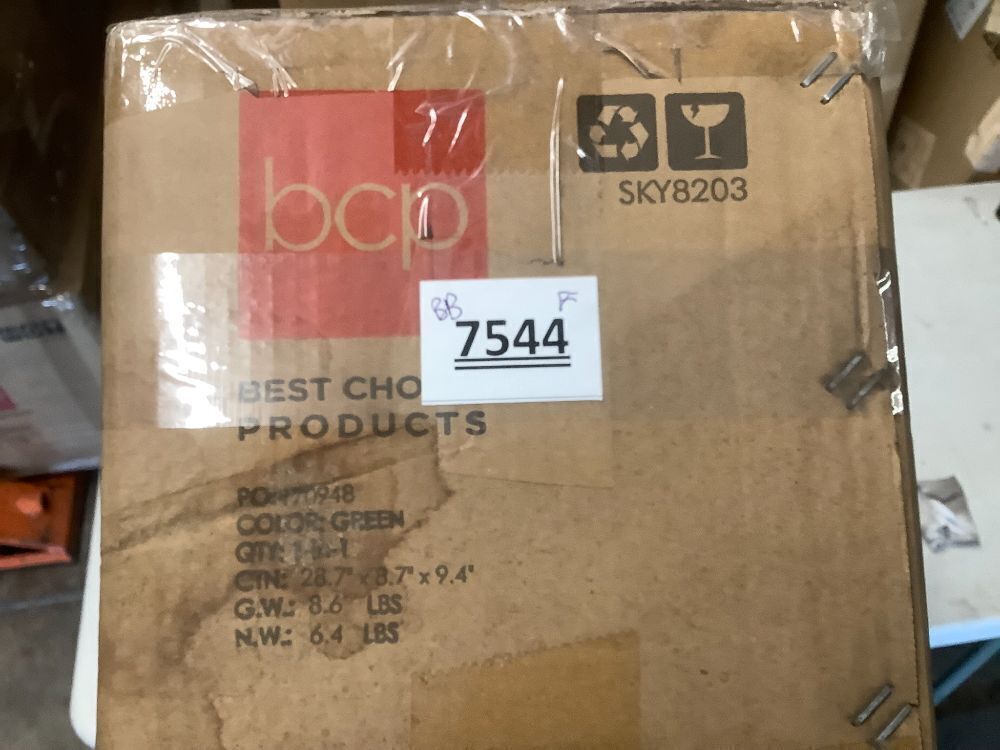 bcp
SKY8203
BB F
7544
BEST CHO
PRODUCTS
COLOR: GREEN
QTY:
CTN: 28.7" x 8.7" x 9.4"
G.W.: 8.6 LBS
N.W.: 6.4 LBS